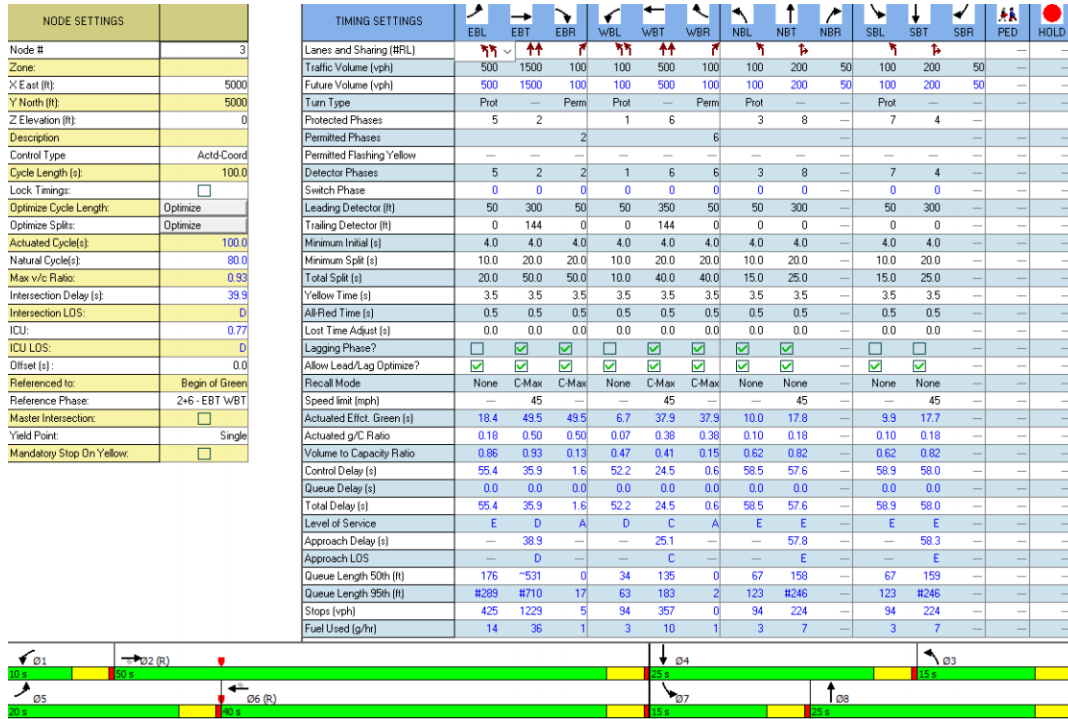 NODE SETTINGS
Node # 3
Zone:
X East (ft): 5000
Y North (ft): 5000
Z Elevation (ft): 0
Description
Control Type Actd-Coord
Cycle Length (s): 100.0
Lock Timings:
Optimize Cycle Length: Optimize
Optimize Splits: Optimize
Actuated Cycle(s): 100.0
Natural Cycle(s): 80.0
Max v/c Ratio: 0.93
Intersection Delay (s): 39.9
Intersection LOS: D
ICU: 0.77
ICU LOS: D
Offset (s) : 0.0
Referenced to: Begin of Green
Reference Phase: 2+6 - EBT WBT
Master Intersection:
Yield Point: Single
Mandatory Stop On Yellow:
TIMING SETTINGS EBL EBT EBR WBL WBT WBR NBL NBT NBR SBL SBT SBR PED HOLD
Lanes and Sharing (#RL) — —
Traffic Volume (vph) 500 1500 100 100 500 100 100 200 50 100 200 50 — —
Future Volume (vph) 500 1500 100 100 500 100 100 200 50 100 200 50 — —
Turn Type Prot — Perm Prot — Perm Prot — — Prot — — — —
Protected Phases 5 2 1 6 3 8 — 7 4 — — —
Permitted Phases 2 6 — — — —
Permitted Flashing Yellow — — — — — — — — — — — — — —
Detector Phases 5 2 2 1 6 6 3 8 — 7 4 — — —
Switch Phase 0 0 0 0 0 0 0 0 — 0 0 — — —
Leading Detector (ft) 50 300 50 50 350 50 50 300 — 50 300 — — —
Trailing Detector (ft) 0 144 0 0 144 0 0 0 — 0 0 — — —
Minimum Initial (s) 4.0 4.0 4.0 4.0 4.0 4.0 4.0 4.0 — 4.0 4.0 — — —
Minimum Split (s) 10.0 20.0 20.0 10.0 20.0 20.0 10.0 20.0 — 10.0 20.0 — — —
Total Split (s) 20.0 50.0 50.0 10.0 40.0 40.0 15.0 25.0 — 15.0 25.0 — — —
Yellow Time (s) 3.5 3.5 3.5 3.5 3.5 3.5 3.5 3.5 — 3.5 3.5 — — —
All-Red Time (s) 0.5 0.5 0.5 0.5 0.5 0.5 0.5 0.5 — 0.5 0.5 — — —
Lost Time Adjust (s) 0.0 0.0 0.0 0.0 0.0 0.0 0.0 0.0 — 0.0 0.0 — — —
Lagging Phase? — — — —
Allow Lead/Lag Optimize? — — — —
Recall Mode None C-Max C-Max None C-Max C-Max None None — None None — — —
Speed limit (mph) — 45 — — 45 — — 45 — — 45 — — —
Actuated Effct. Green (s) 18.4 49.5 49.5 6.7 37.9 37.9 10.0 17.8 — 9.9 17.7 — — —
Actuated g/C Ratio 0.18 0.50 0.50 0.07 0.38 0.38 0.10 0.18 — 0.10 0.18 — — —
Volume to Capacity Ratio 0.86 0.93 0.13 0.47 0.41 0.15 0.62 0.82 — 0.62 0.82 — — —
Control Delay (s) 55.4 35.9 1.6 52.2 24.5 0.6 58.5 57.6 — 58.9 58.0 — — —
Queue Delay (s) 0.0 0.0 0.0 0.0 0.0 0.0 0.0 0.0 — 0.0 0.0 — — —
Total Delay (s) 55.4 35.9 1.6 52.2 24.5 0.6 58.5 57.6 — 58.9 58.0 — — —
Level of Service E D A D C A E E — E E — — —
Approach Delay (s) — 38.9 — — 25.1 — — 57.8 — — 58.3 — — —
Approach LOS — D — — C — — E — — E — — —
Queue Length 50th (ft) 176 ~531 0 34 135 0 67 158 — 67 159 — — —
Queue Length 95th (ft) #289 #710 17 63 183 2 123 #246 — 123 #246 — — —
Stops (vph) 425 1229 5 94 357 0 94 224 — 94 224 — — —
Fuel Used (g/hr) 14 36 1 3 10 1 3 7 — 3 7 — — —
Ø1 Ø2 (R) Ø4 Ø3
10 s 50 s 25 s 15 s
Ø5 Ø6 (R) Ø7 Ø8
20 s 40 s 15 s 25 s